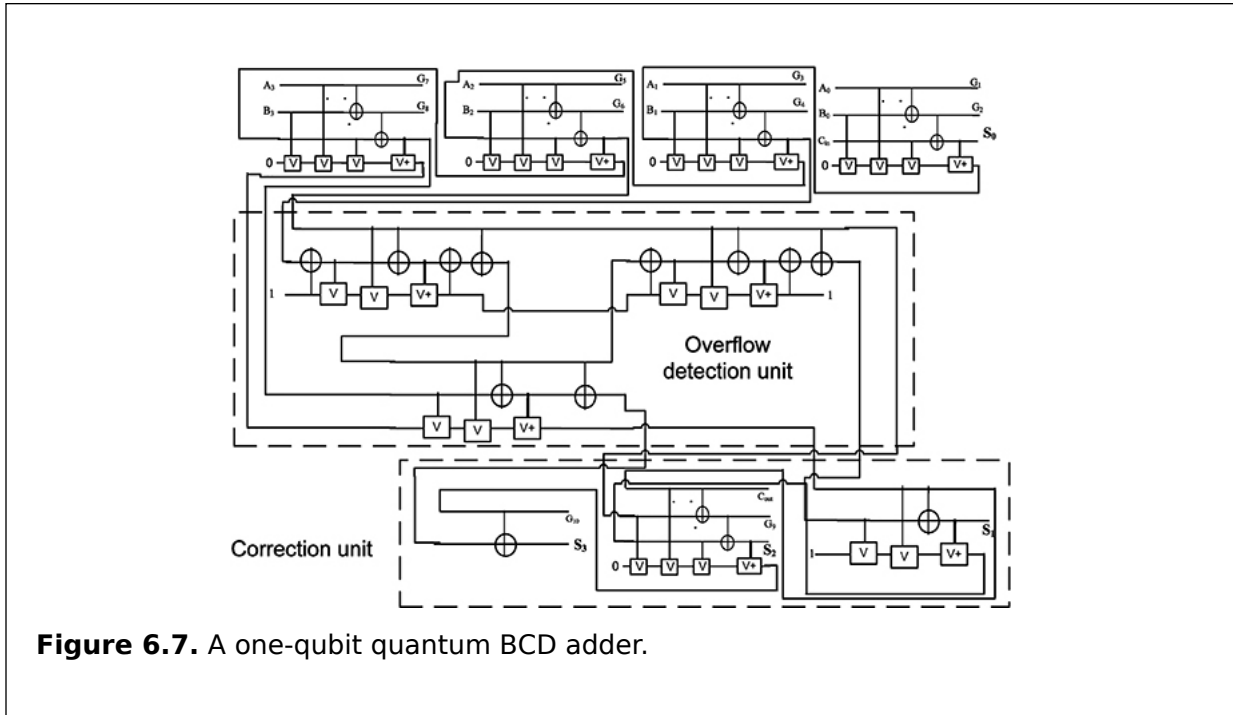 A₃ G₇ A₂ G₅ A₁ G₃ A₀ G₁
B₃ G₈ B₂ G₆ B₁ G₄ B₀ G₂
Cᵢₙ S₀
0 V V V V+ 0 V V V V+ 0 V V V V+ 0 V V V V+
1 V V V+ V V V+ 1
Overflow
detection unit
V V V+
Correction unit
C_out
G₁₀ G₉ S₁
S₃ S₂
0 V V V V+ 1 V V V+
Figure 6.7. A one-qubit quantum BCD adder.